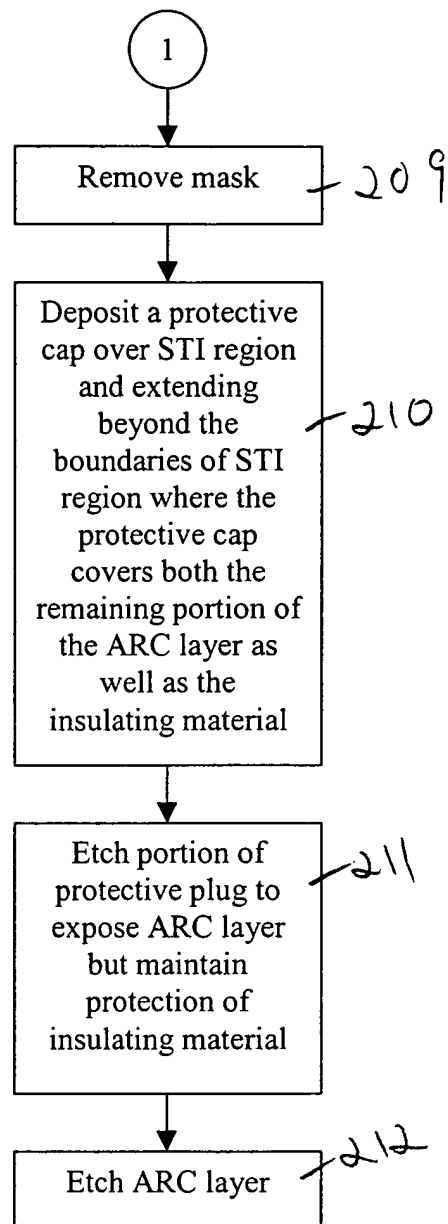 1
Remove mask
209
Deposit a protective
cap over STI region
and extending
beyond the
boundaries of STI
region where the
protective cap
covers both the
remaining portion of
the ARC layer as
well as the
insulating material
210
Etch portion of
protective plug to
expose ARC layer
but maintain
protection of
insulating material
211
Etch ARC layer
212